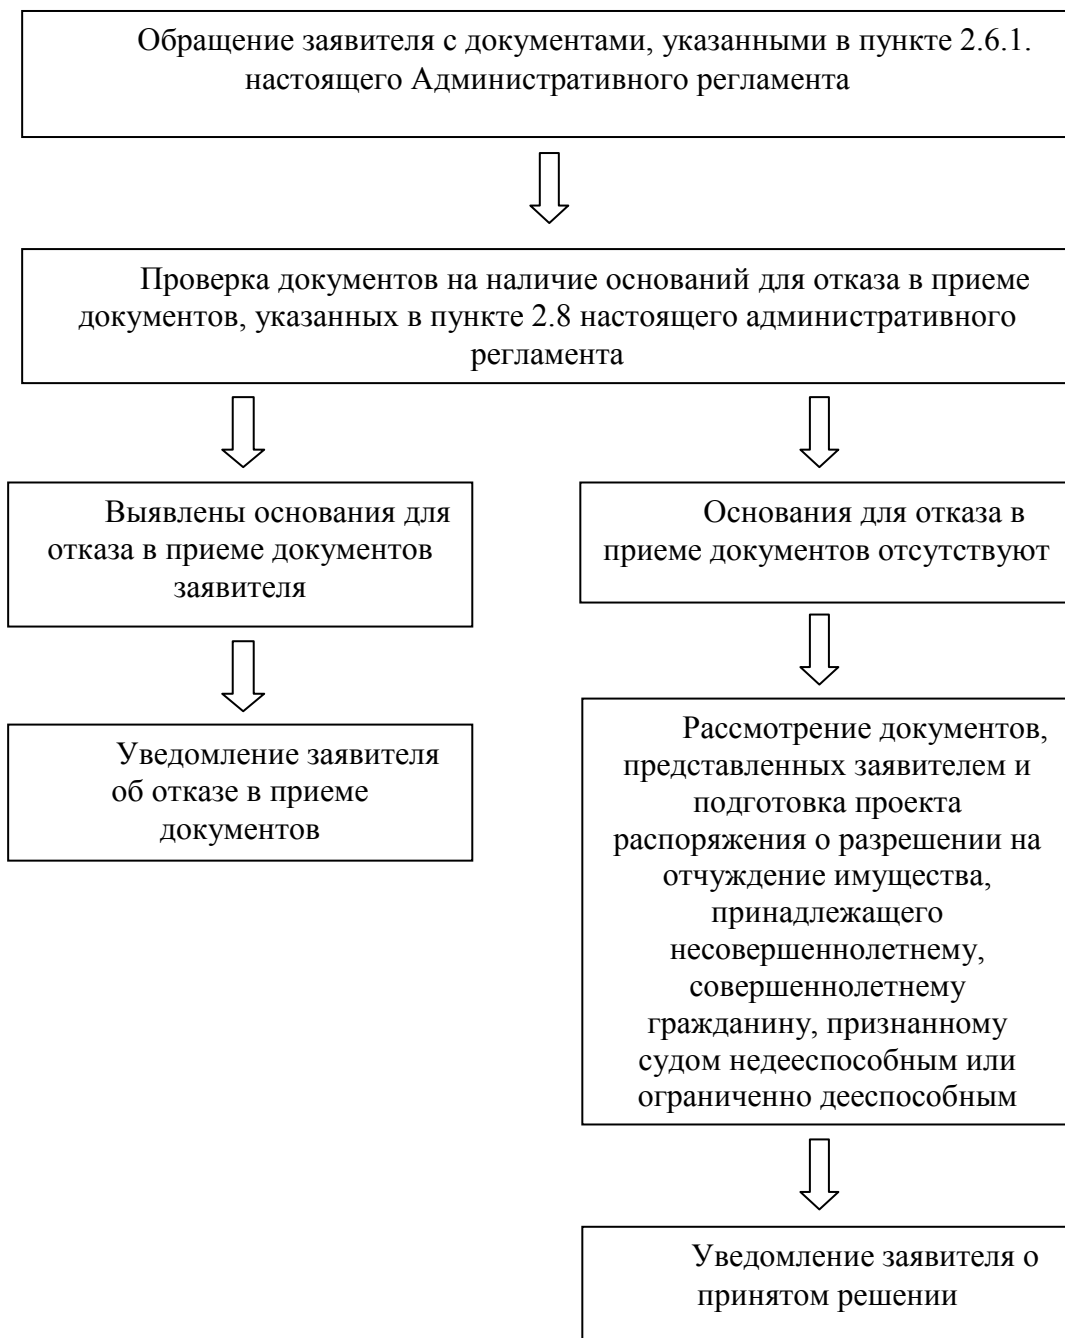 Обращение заявителя с документами, указанными в пункте 2.6.1.
настоящего Административного регламента
Проверка документов на наличие оснований для отказа в приеме
документов, указанных в пункте 2.8 настоящего административного
регламента
Выявлены основания для
отказа в приеме документов
заявителя
Уведомление заявителя
об отказе в приеме
документов
Основания для отказа в
приеме документов отсутствуют
Рассмотрение документов,
представленных заявителем и
подготовка проекта
распоряжения о разрешении на
отчуждение имущества,
принадлежащего
несовершеннолетнему,
совершеннолетнему
гражданину, признанному
судом недееспособным или
ограниченно дееспособным
Уведомление заявителя о
принятом решении